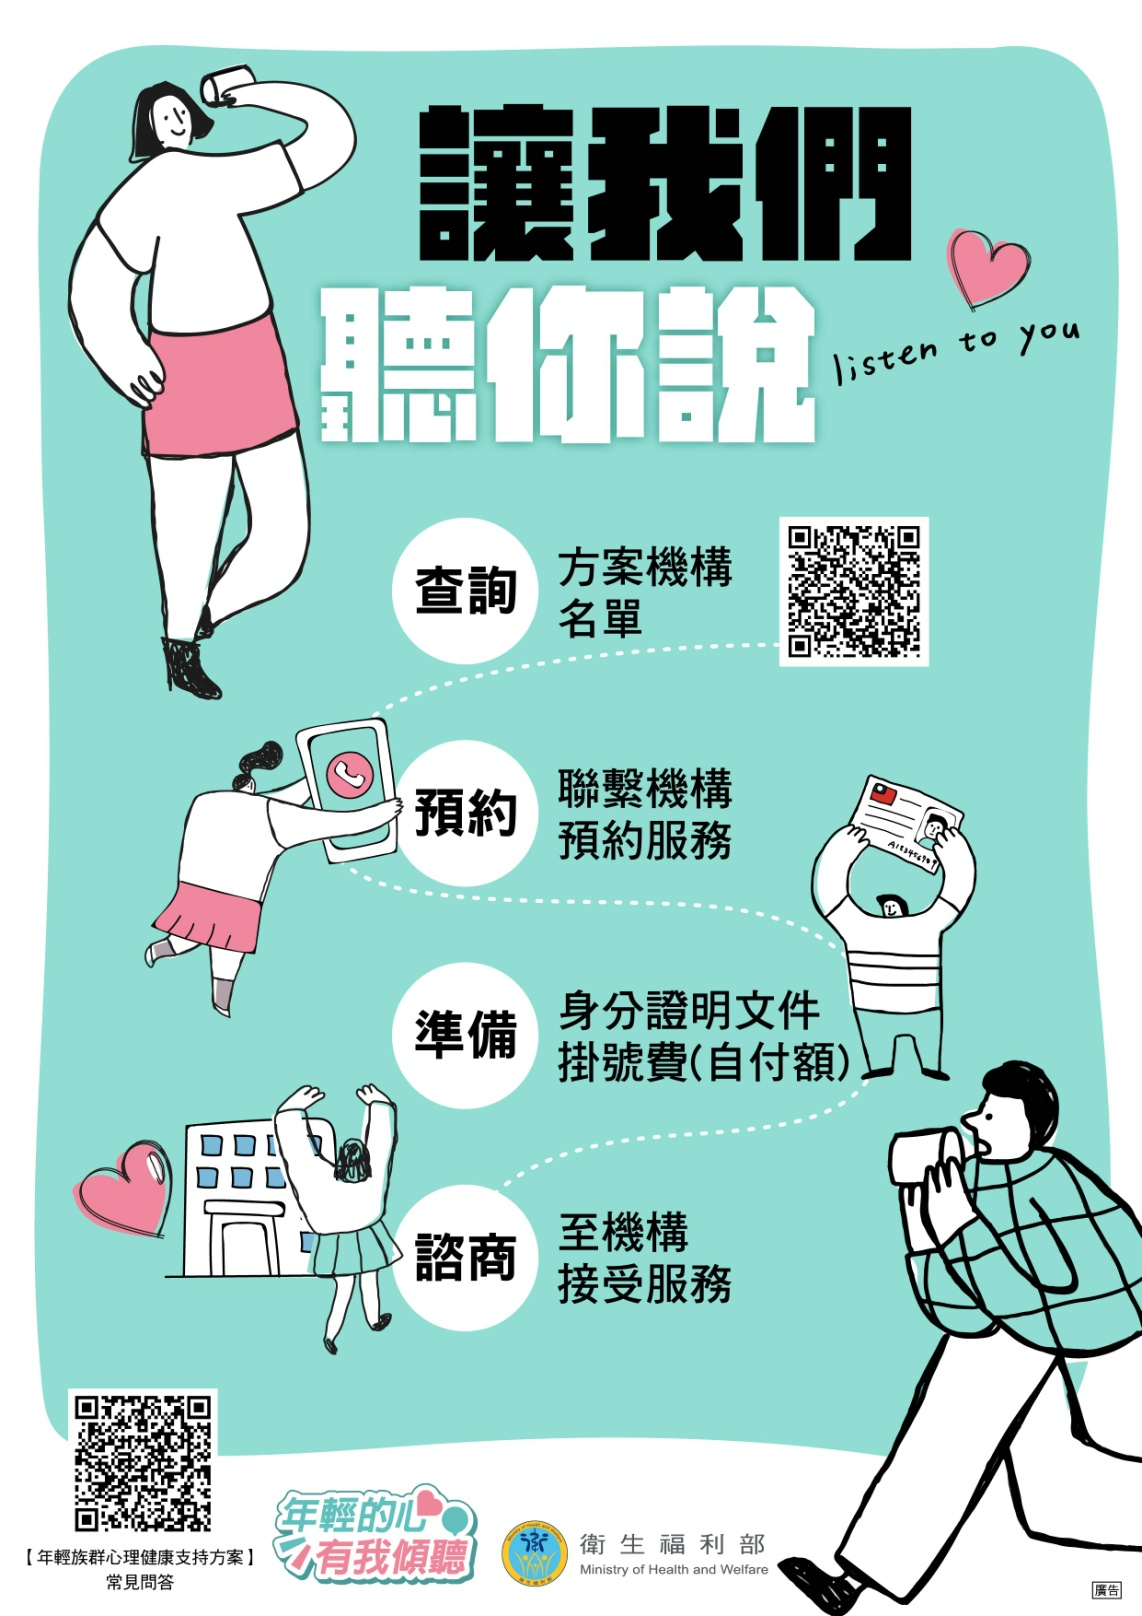 讓我們
聽你說
listen to you
查詢
方案機構
名單
預約
聯繫機構
預約服務
A123456789
準備
身分證明文件
掛號費(自付額)
諮商
至機構
接受服務
【年輕族群心理健康支持方案】
常見問答
年輕的心
有我傾聽
衛生福利部
Ministry of Health and Welfare
廣告